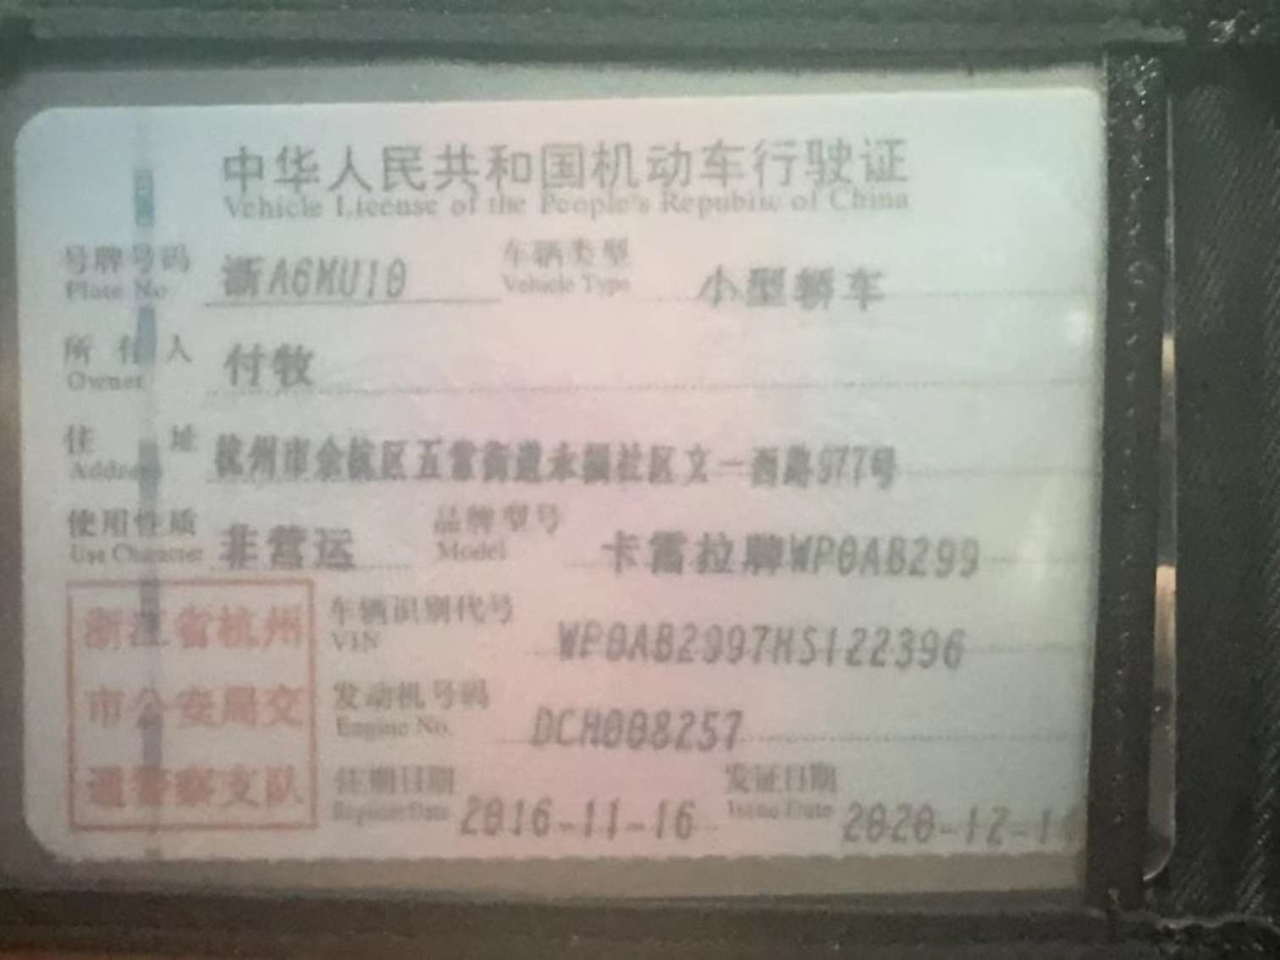 中华人民共和国机动车行驶证
Vehicle License of the People's Republic of China
号牌号码 浙A6MU10 车辆类型 小型轿车
Plate No. Vehicle Type
所有人 付牧
Owner
住址 杭州市余杭区五常街道永福社区文一西路977号
Address
使用性质 非营运 品牌型号 卡雷拉牌WP0AB299
Use Character Model
浙江省杭州
市公安局交
通警察支队
车辆识别代号 WP0AB2997HS122396
VIN
发动机号码 DCH008257
Engine No.
注册日期 2016-11-16 发证日期 2020-12-1
Register Date Issue Date